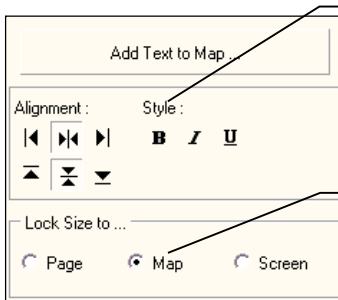 Add Text to Map ...
Alignment : Style :
B I U
Lock Size to ...
Page Map Screen